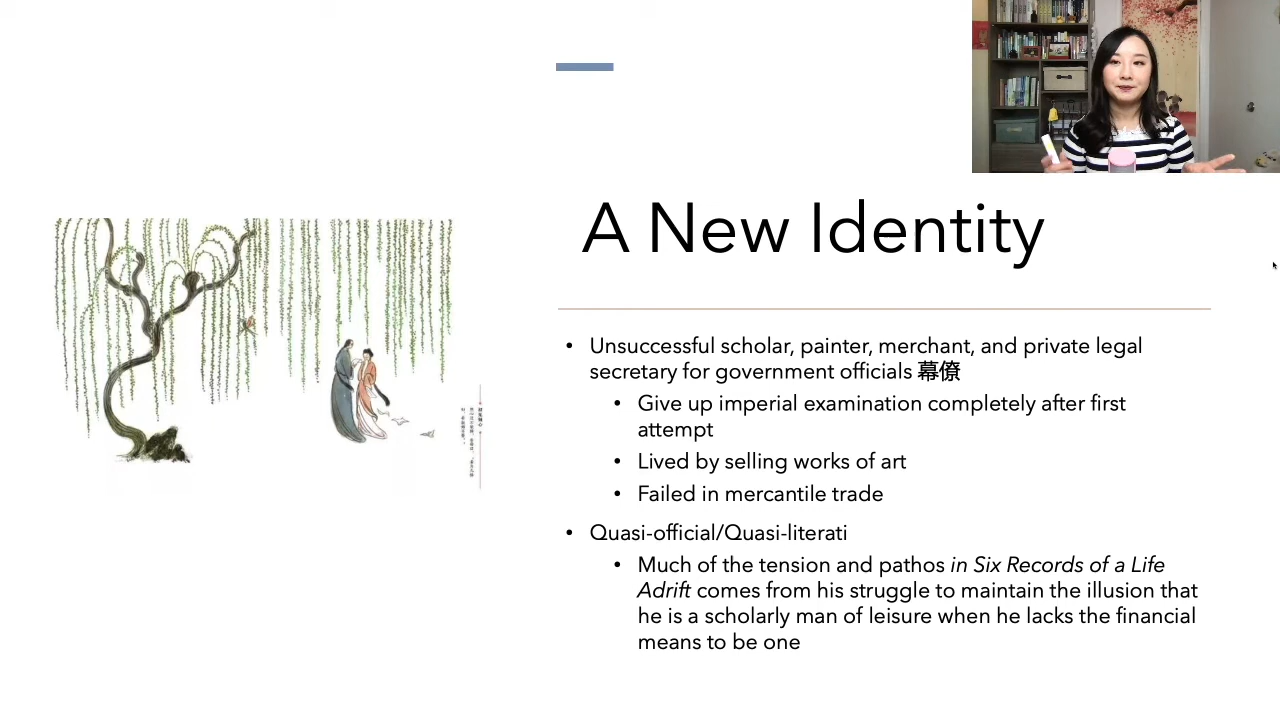 A New Identity
• Unsuccessful scholar, painter, merchant, and private legal
secretary for government officials 幕僚
• Give up imperial examination completely after first
attempt
• Lived by selling works of art
• Failed in mercantile trade
• Quasi-official/Quasi-literati
• Much of the tension and pathos in Six Records of a Life
Adrift comes from his struggle to maintain the illusion that
he is a scholarly man of leisure when he lacks the financial
means to be one